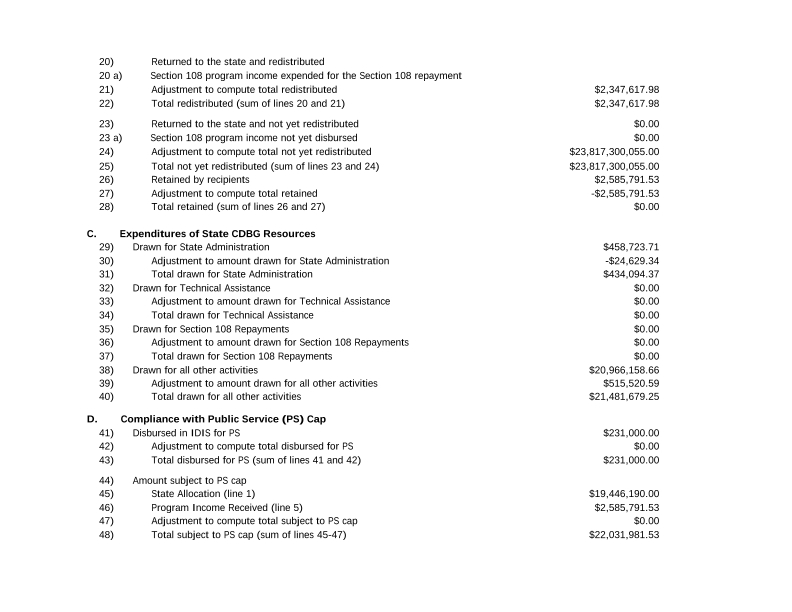 20) Returned to the state and redistributed
20 a) Section 108 program income expended for the Section 108 repayment
21) Adjustment to compute total redistributed $2,347,617.98
22) Total redistributed (sum of lines 20 and 21) $2,347,617.98
23) Returned to the state and not yet redistributed $0.00
23 a) Section 108 program income not yet disbursed $0.00
24) Adjustment to compute total not yet redistributed $23,817,300,055.00
25) Total not yet redistributed (sum of lines 23 and 24) $23,817,300,055.00
26) Retained by recipients $2,585,791.53
27) Adjustment to compute total retained -$2,585,791.53
28) Total retained (sum of lines 26 and 27) $0.00
C. Expenditures of State CDBG Resources
29) Drawn for State Administration $458,723.71
30) Adjustment to amount drawn for State Administration -$24,629.34
31) Total drawn for State Administration $434,094.37
32) Drawn for Technical Assistance $0.00
33) Adjustment to amount drawn for Technical Assistance $0.00
34) Total drawn for Technical Assistance $0.00
35) Drawn for Section 108 Repayments $0.00
36) Adjustment to amount drawn for Section 108 Repayments $0.00
37) Total drawn for Section 108 Repayments $0.00
38) Drawn for all other activities $20,966,158.66
39) Adjustment to amount drawn for all other activities $515,520.59
40) Total drawn for all other activities $21,481,679.25
D. Compliance with Public Service (PS) Cap
41) Disbursed in IDIS for PS $231,000.00
42) Adjustment to compute total disbursed for PS $0.00
43) Total disbursed for PS (sum of lines 41 and 42) $231,000.00
44) Amount subject to PS cap
45) State Allocation (line 1) $19,446,190.00
46) Program Income Received (line 5) $2,585,791.53
47) Adjustment to compute total subject to PS cap $0.00
48) Total subject to PS cap (sum of lines 45-47) $22,031,981.53